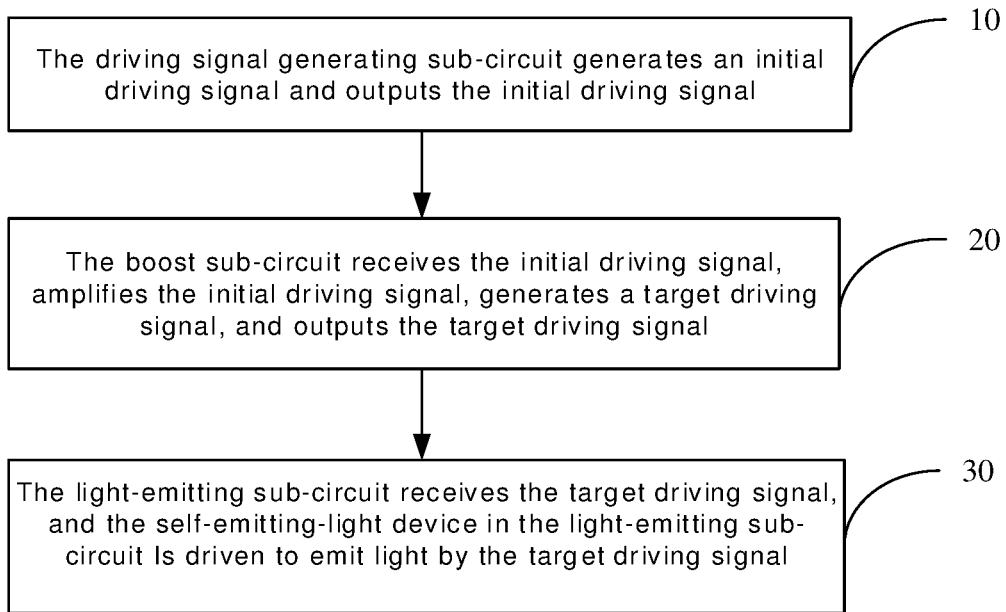 10
The driving signal generating sub-circuit generates an initial
driving signal and outputs the initial driving signal
20
The boost sub-circuit receives the initial driving signal,
amplifies the initial driving signal, generates a target driving
signal, and outputs the target driving signal
30
The light-emitting sub-circuit receives the target driving signal,
and the self-emitting-light device in the light-emitting sub-
circuit Is driven to emit light by the target driving signal